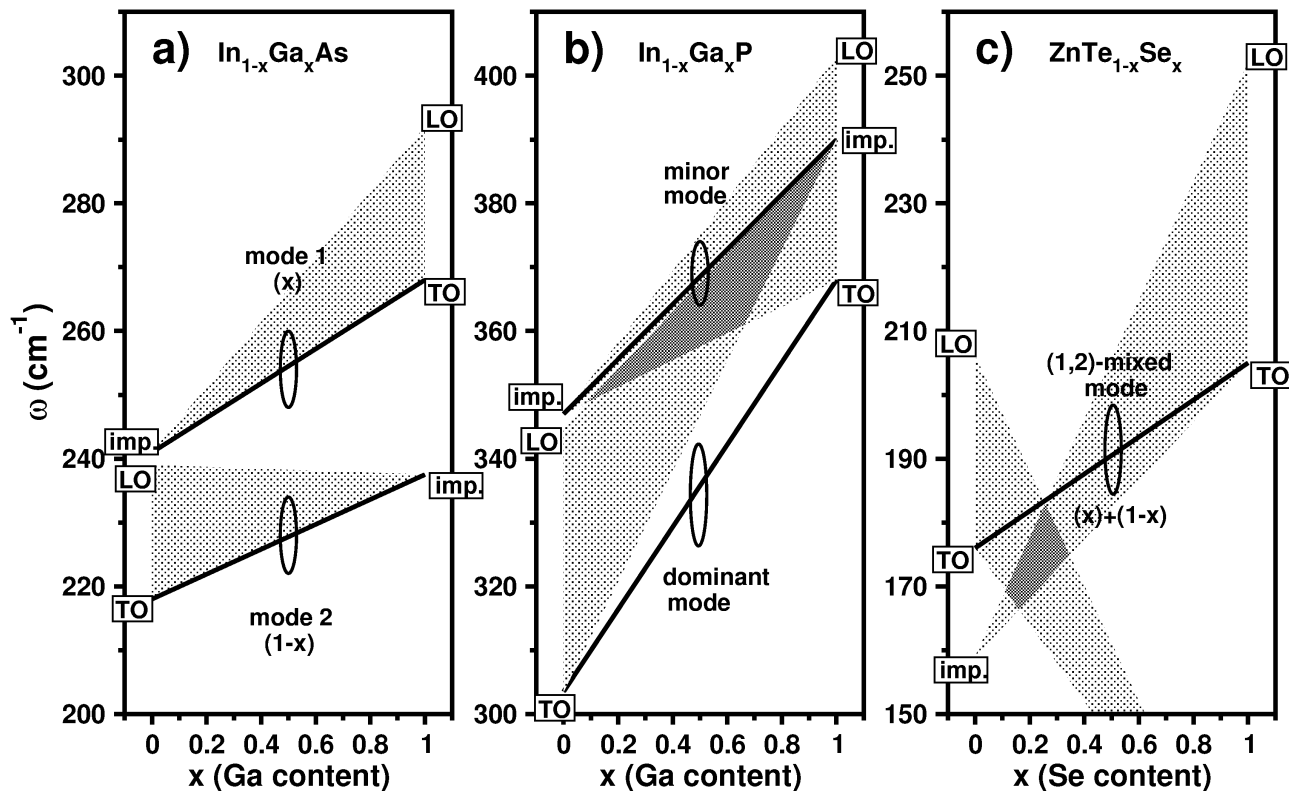 a) In1-xGaxAs
300
280
260
240
220
200
ω (cm-1)
LO
mode 1
(x)
TO
imp.
LO
imp.
TO
mode 2
(1-x)
0 0.2 0.4 0.6 0.8 1
x (Ga content)
b) In1-xGaxP
400
380
360
340
320
300
LO
imp.
minor
mode
TO
imp.
LO
dominant
mode
TO
0 0.2 0.4 0.6 0.8 1
x (Ga content)
c) ZnTe1-xSex
250
230
210
190
170
150
LO
LO
(1,2)-mixed
mode
TO
(x)+(1-x)
TO
imp.
0 0.2 0.4 0.6 0.8 1
x (Se content)